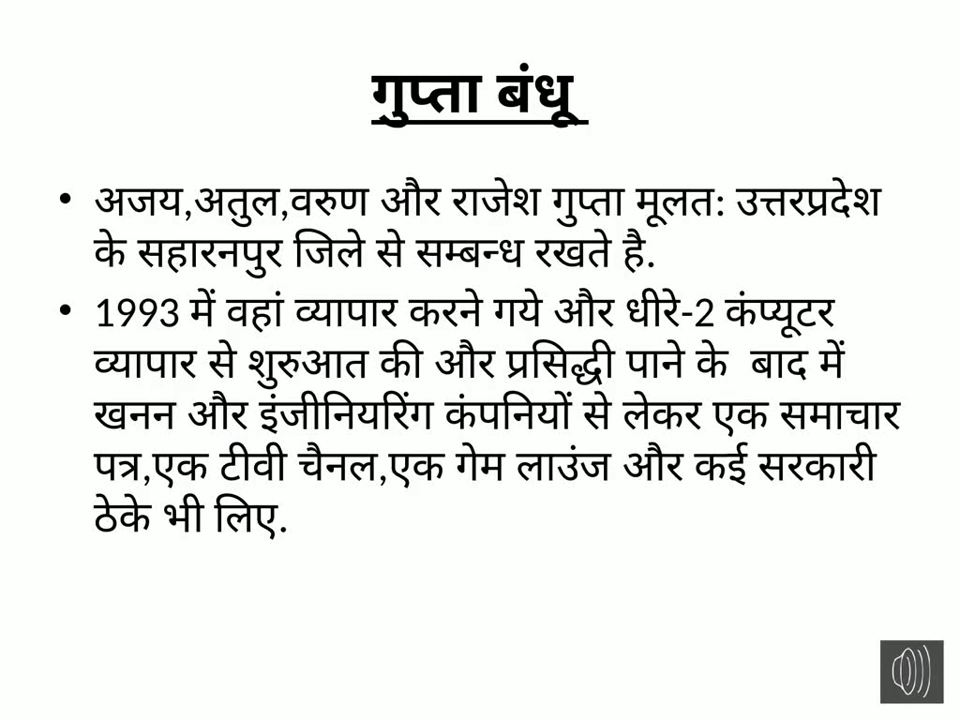 गुप्ता बंधू
• अजय,अतुल,वरुण और राजेश गुप्ता मूलत: उत्तरप्रदेश
के सहारनपुर जिले से सम्बन्ध रखते है.
• 1993 में वहां व्यापार करने गये और धीरे-2 कंप्यूटर
व्यापार से शुरुआत की और प्रसिद्धी पाने के बाद में
खनन और इंजीनियरिंग कंपनियों से लेकर एक समाचार
पत्र,एक टीवी चैनल,एक गेम लाउंज और कई सरकारी
ठेके भी लिए.